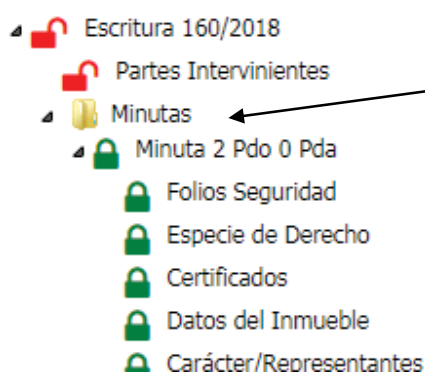 Escritura 160/2018
Partes Intervinientes
Minutas
Minuta 2 Pdo 0 Pda
Folios Seguridad
Especie de Derecho
Certificados
Datos del Inmueble
Carácter/Representantes